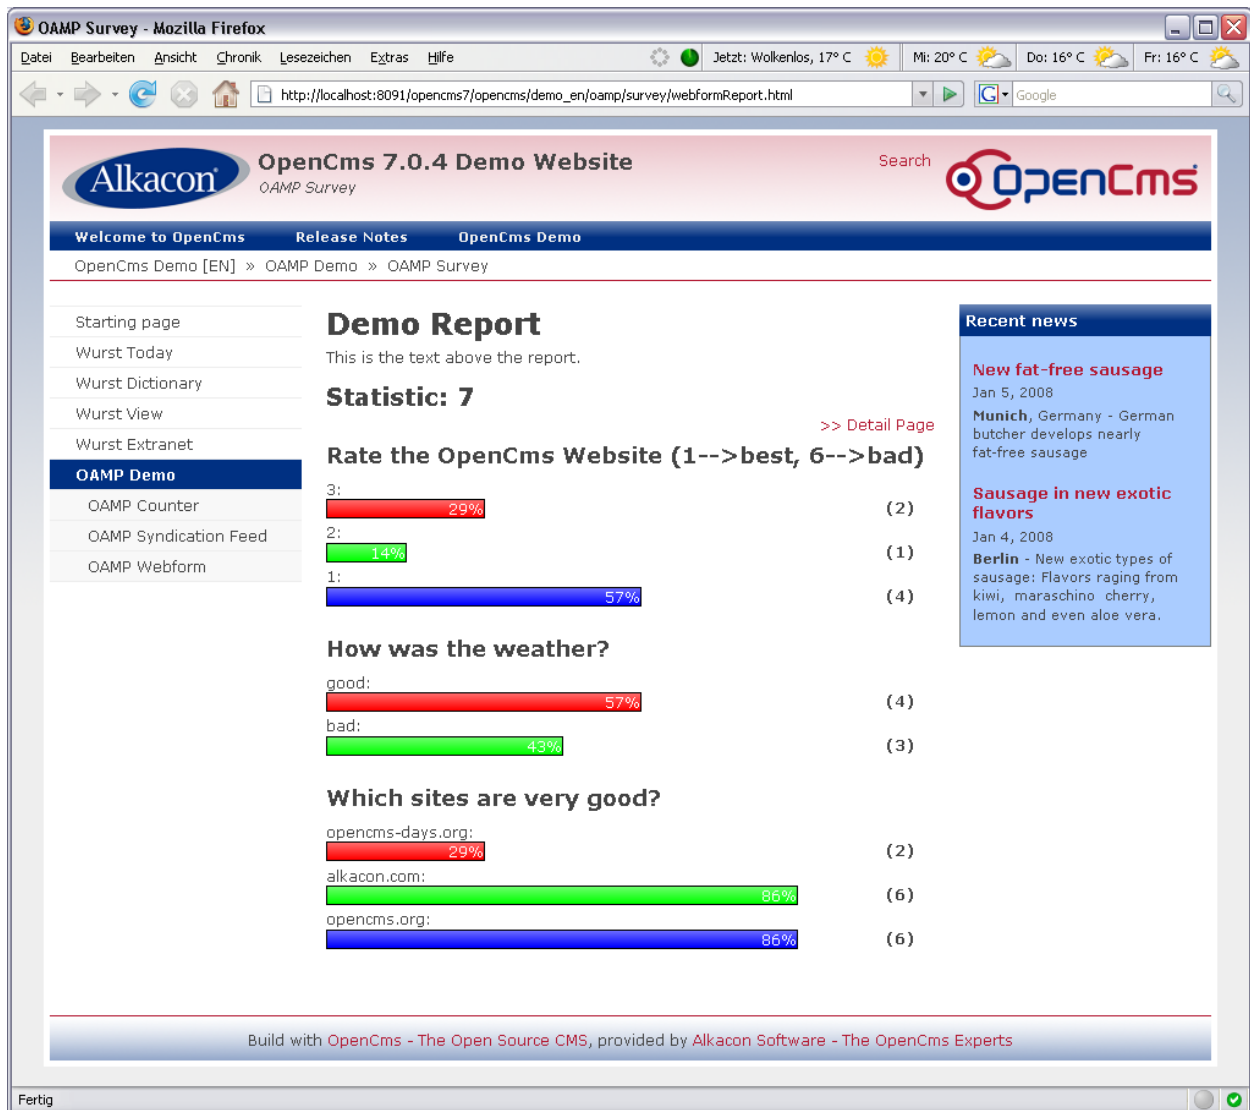 OAMP Survey - Mozilla Firefox
Datei Bearbeiten Ansicht Chronik Lesezeichen Extras Hilfe
Jetzt: Wolkenlos, 17° C Mi: 20° C Do: 16° C Fr: 16° C
http://localhost:8091/opencms7/opencms/demo_en/oamp/survey/webformReport.html
G Google
Alkacon
OpenCms 7.0.4 Demo Website
OAMP Survey
Search
OpenCms
Welcome to OpenCms Release Notes OpenCms Demo
OpenCms Demo [EN] » OAMP Demo » OAMP Survey
Starting page
Wurst Today
Wurst Dictionary
Wurst View
Wurst Extranet
OAMP Demo
OAMP Counter
OAMP Syndication Feed
OAMP Webform
Demo Report
This is the text above the report.
Statistic: 7
>> Detail Page
Rate the OpenCms Website (1-->best, 6-->bad)
3:
29% (2)
2:
14% (1)
1:
57% (4)
How was the weather?
good:
57% (4)
bad:
43% (3)
Which sites are very good?
opencms-days.org:
29% (2)
alkacon.com:
86% (6)
opencms.org:
86% (6)
Recent news
New fat-free sausage
Jan 5, 2008
Munich, Germany - German
butcher develops nearly
fat-free sausage
Sausage in new exotic
flavors
Jan 4, 2008
Berlin - New exotic types of
sausage: Flavors raging from
kiwi, maraschino cherry,
lemon and even aloe vera.
Build with OpenCms - The Open Source CMS, provided by Alkacon Software - The OpenCms Experts
Fertig